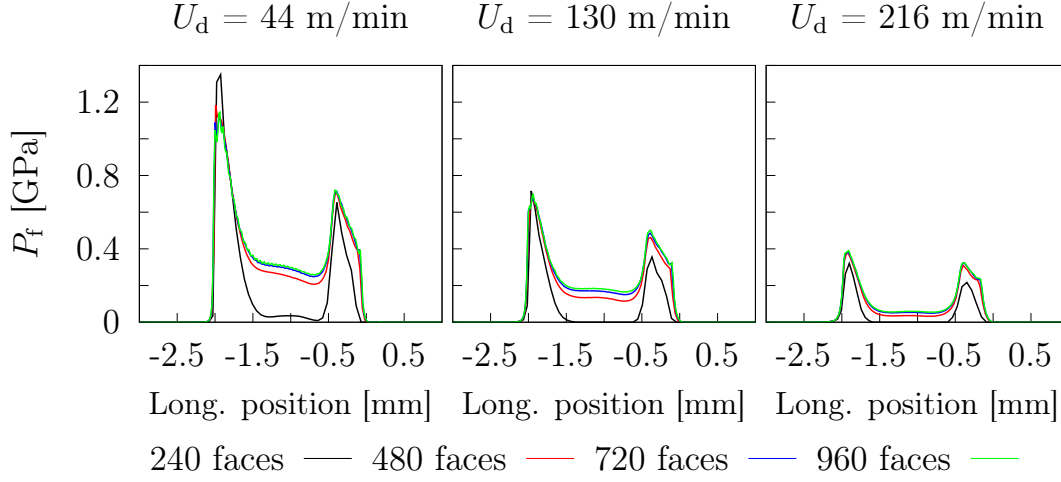 U_d = 44 m/min U_d = 130 m/min U_d = 216 m/min
P_f [GPa]
1.2
0.8
0.4
0
-2.5 -1.5 -0.5 0.5 -2.5 -1.5 -0.5 0.5 -2.5 -1.5 -0.5 0.5
Long. position [mm] Long. position [mm] Long. position [mm]
240 faces 480 faces 720 faces 960 faces